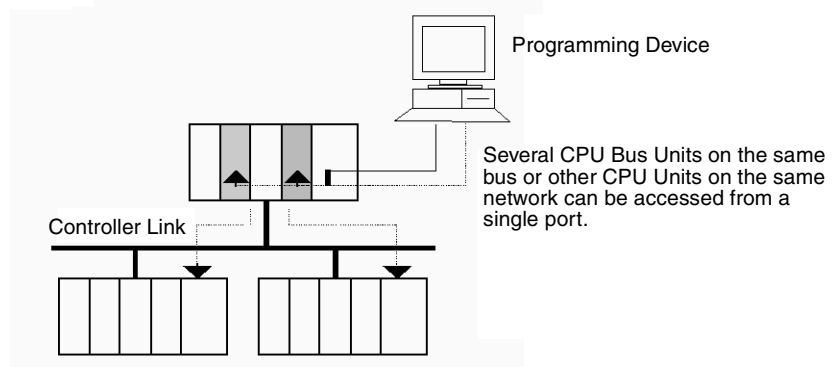 Programming Device
Several CPU Bus Units on the same
bus or other CPU Units on the same
network can be accessed from a
single port.
Controller Link